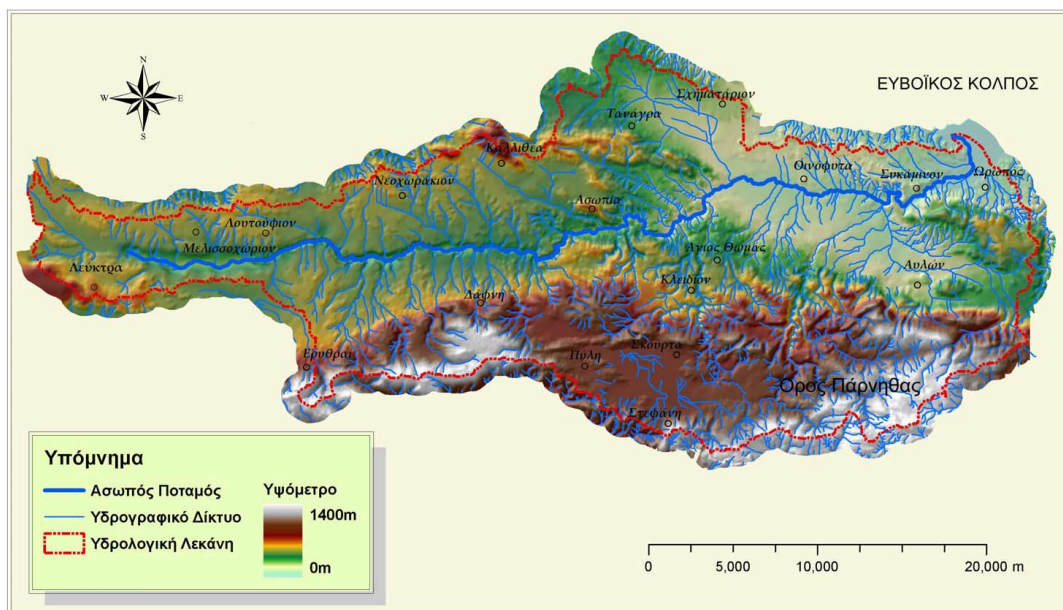 N
W E
S
ΕΥΒΟΪΚΟΣ ΚΟΛΠΟΣ
Σχηματάριον
Τανάγρα
Καλλιθέα
Οινόφυτα
Συκάμινον
Ωρωπός
Νεοχωράκιον
Ασωπία
Λουτούφιον
Μελισσοχώριον
Άγιος Θωμάς
Λεύκτρα
Κλειδίον
Αυλών
Δάφνη
Ερυθραί
Πύλη
Σκούρτα
Όρος Πάρνηθας
Στεφάνη
Υπόμνημα
Ασωπός Ποταμός
Υδρογραφικό Δίκτυο
Υδρολογική Λεκάνη
Υψόμετρο
1400m
0m
0 5,000 10,000 20,000 m